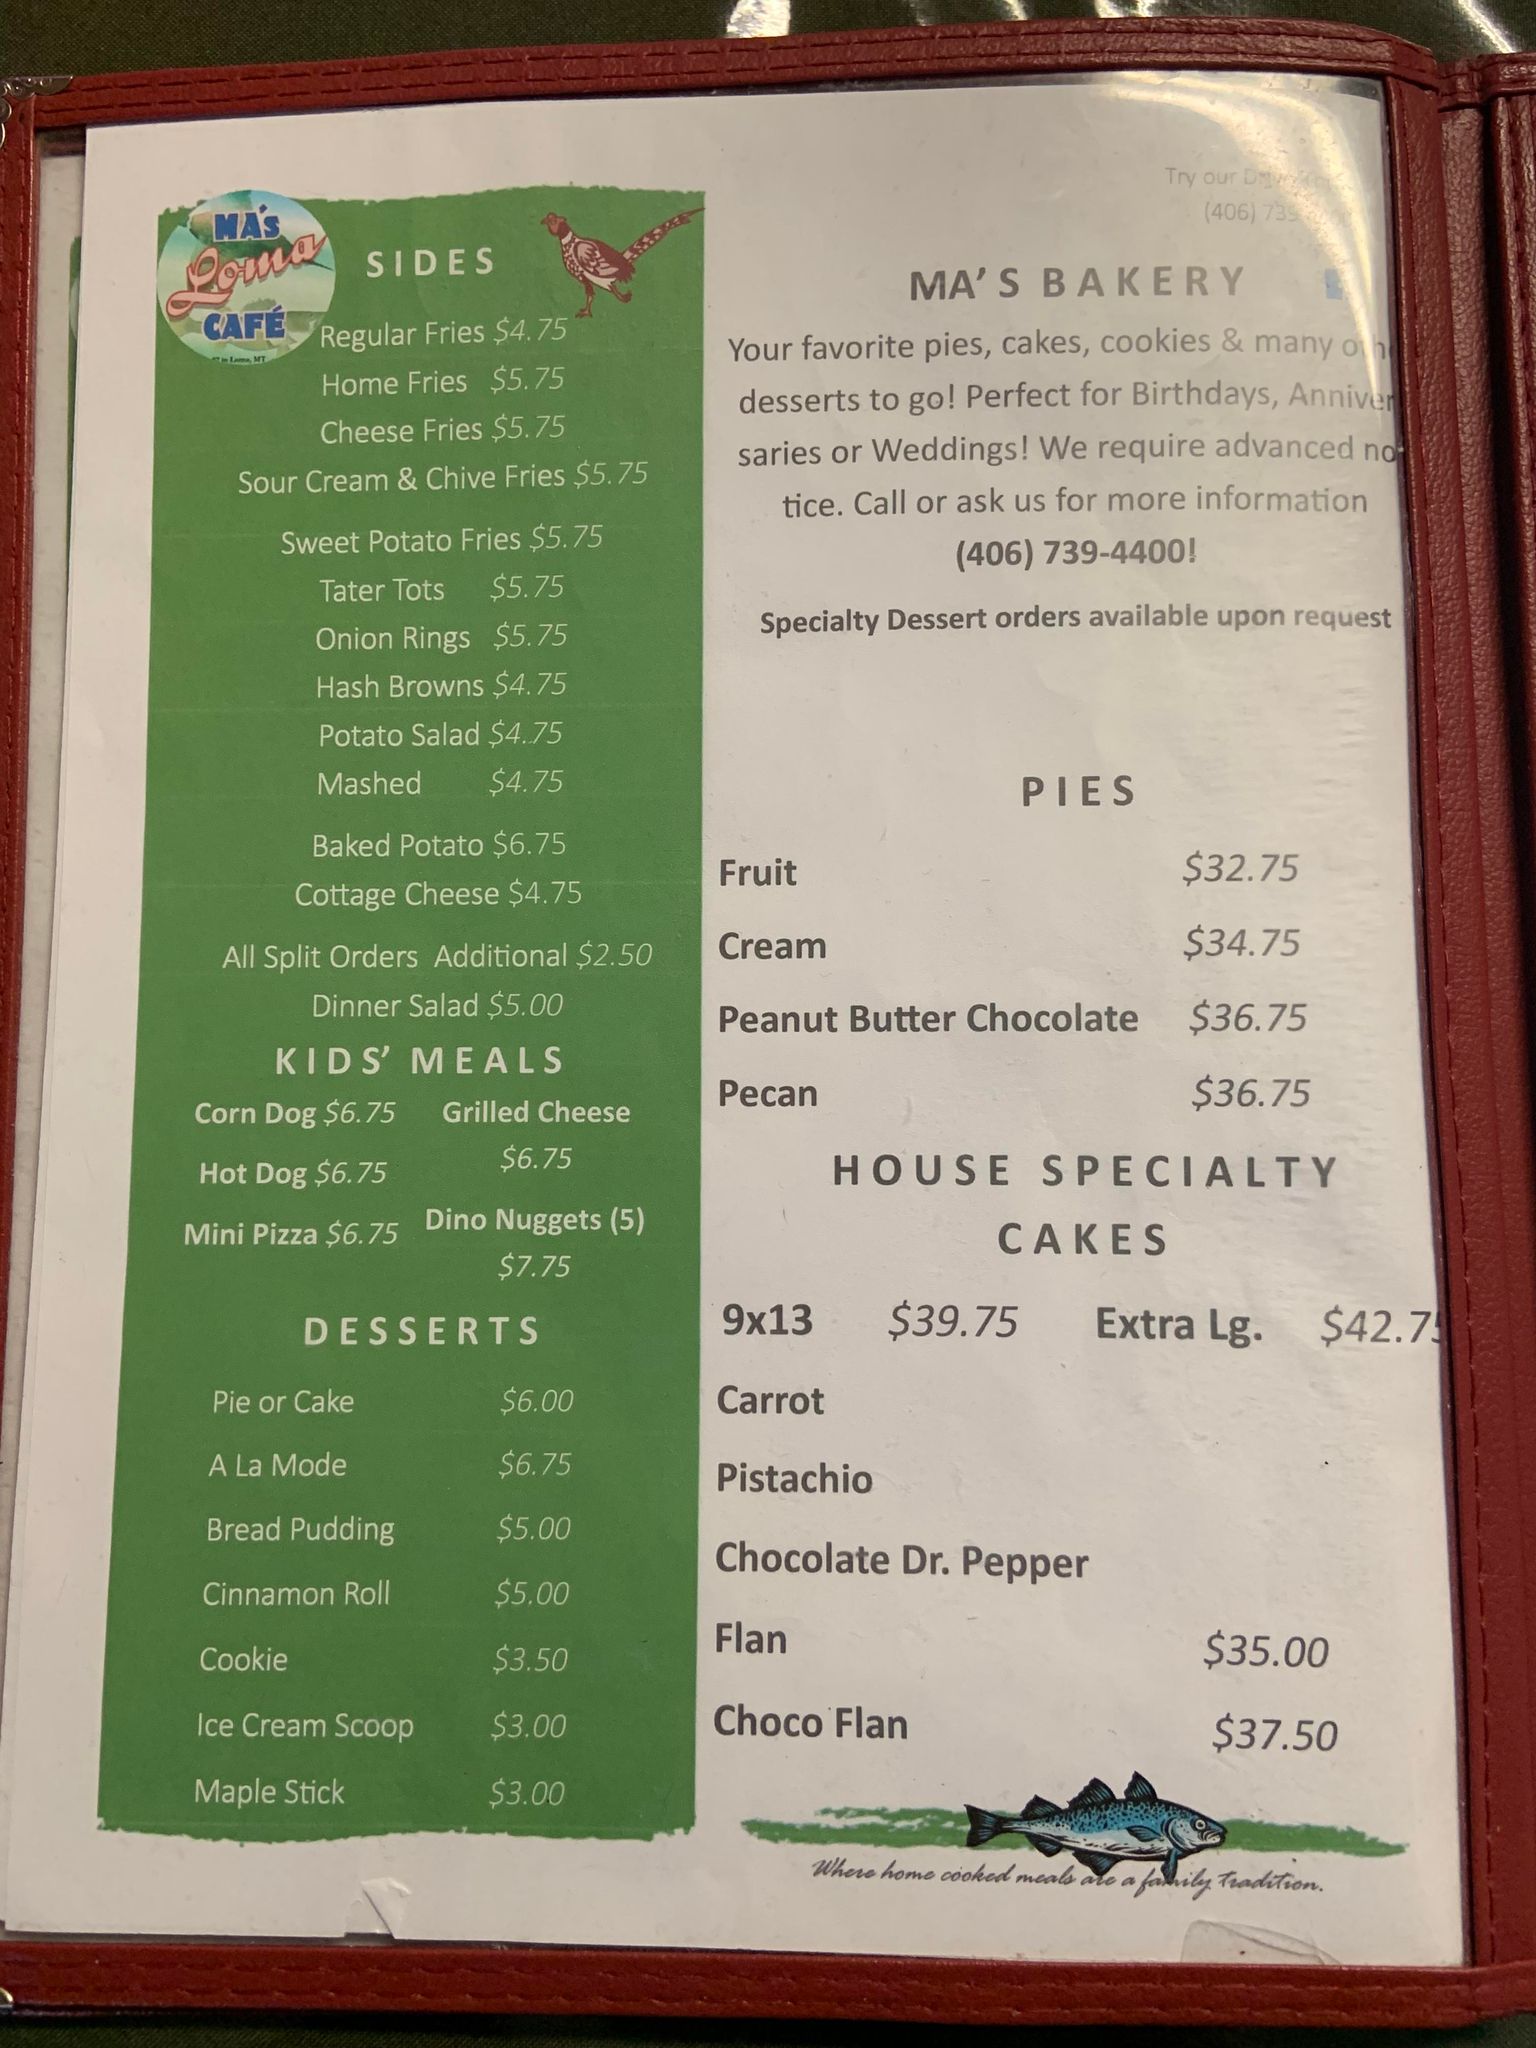 MA'S
Loma
CAFÉ
in Loma, MT
SIDES
Regular Fries $4.75
Home Fries $5.75
Cheese Fries $5.75
Sour Cream & Chive Fries $5.75
Sweet Potato Fries $5.75
Tater Tots $5.75
Onion Rings $5.75
Hash Browns $4.75
Potato Salad $4.75
Mashed $4.75
Baked Potato $6.75
Cottage Cheese $4.75
All Split Orders Additional $2.50
Dinner Salad $5.00
KIDS' MEALS
Corn Dog $6.75 Grilled Cheese
$6.75
Hot Dog $6.75
Mini Pizza $6.75 Dino Nuggets (5)
$7.75
DESSERTS
Pie or Cake $6.00
A La Mode $6.75
Bread Pudding $5.00
Cinnamon Roll $5.00
Cookie $3.50
Ice Cream Scoop $3.00
Maple Stick $3.00
Try our
(406)
MA'S BAKERY
Your favorite pies, cakes, cookies & many oth
desserts to go! Perfect for Birthdays, Anniver
saries or Weddings! We require advanced no
tice. Call or ask us for more information
(406) 739-4400!
Specialty Dessert orders available upon request
PIES
Fruit $32.75
Cream $34.75
Peanut Butter Chocolate $36.75
Pecan $36.75
HOUSE SPECIALTY
CAKES
9x13 $39.75 Extra Lg. $42.75
Carrot
Pistachio
Chocolate Dr. Pepper
Flan $35.00
Choco Flan $37.50
Where home cooked meals are a family tradition.